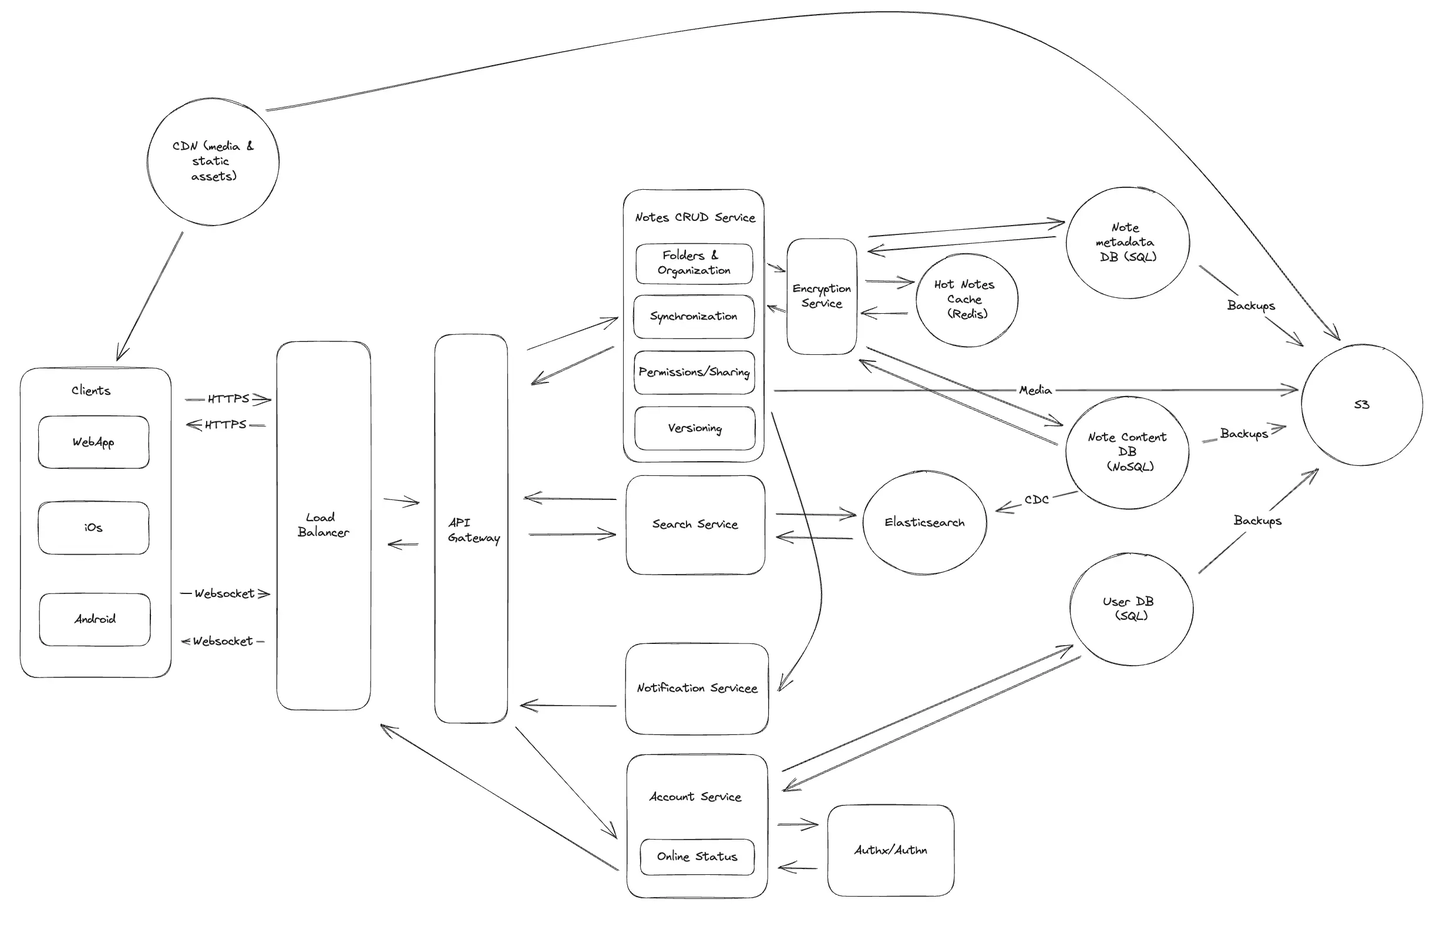 CDN (media &
static
assets)
Clients
WebApp
iOs
Android
HTTPS
HTTPS
Websocket
Websocket
Load
Balancer
API
Gateway
Notes CRUD Service
Folders &
Organization
Synchronization
Permissions/Sharing
Versioning
Encryption
Service
Hot Notes
Cache
(Redis)
Note
metadata
DB (SQL)
Backups
Media
S3
Note Content
DB
(NoSQL)
Backups
CDC
Search Service
Elasticsearch
Backups
User DB
(SQL)
Notification Servicee
Account Service
Online Status
Authx/Authn